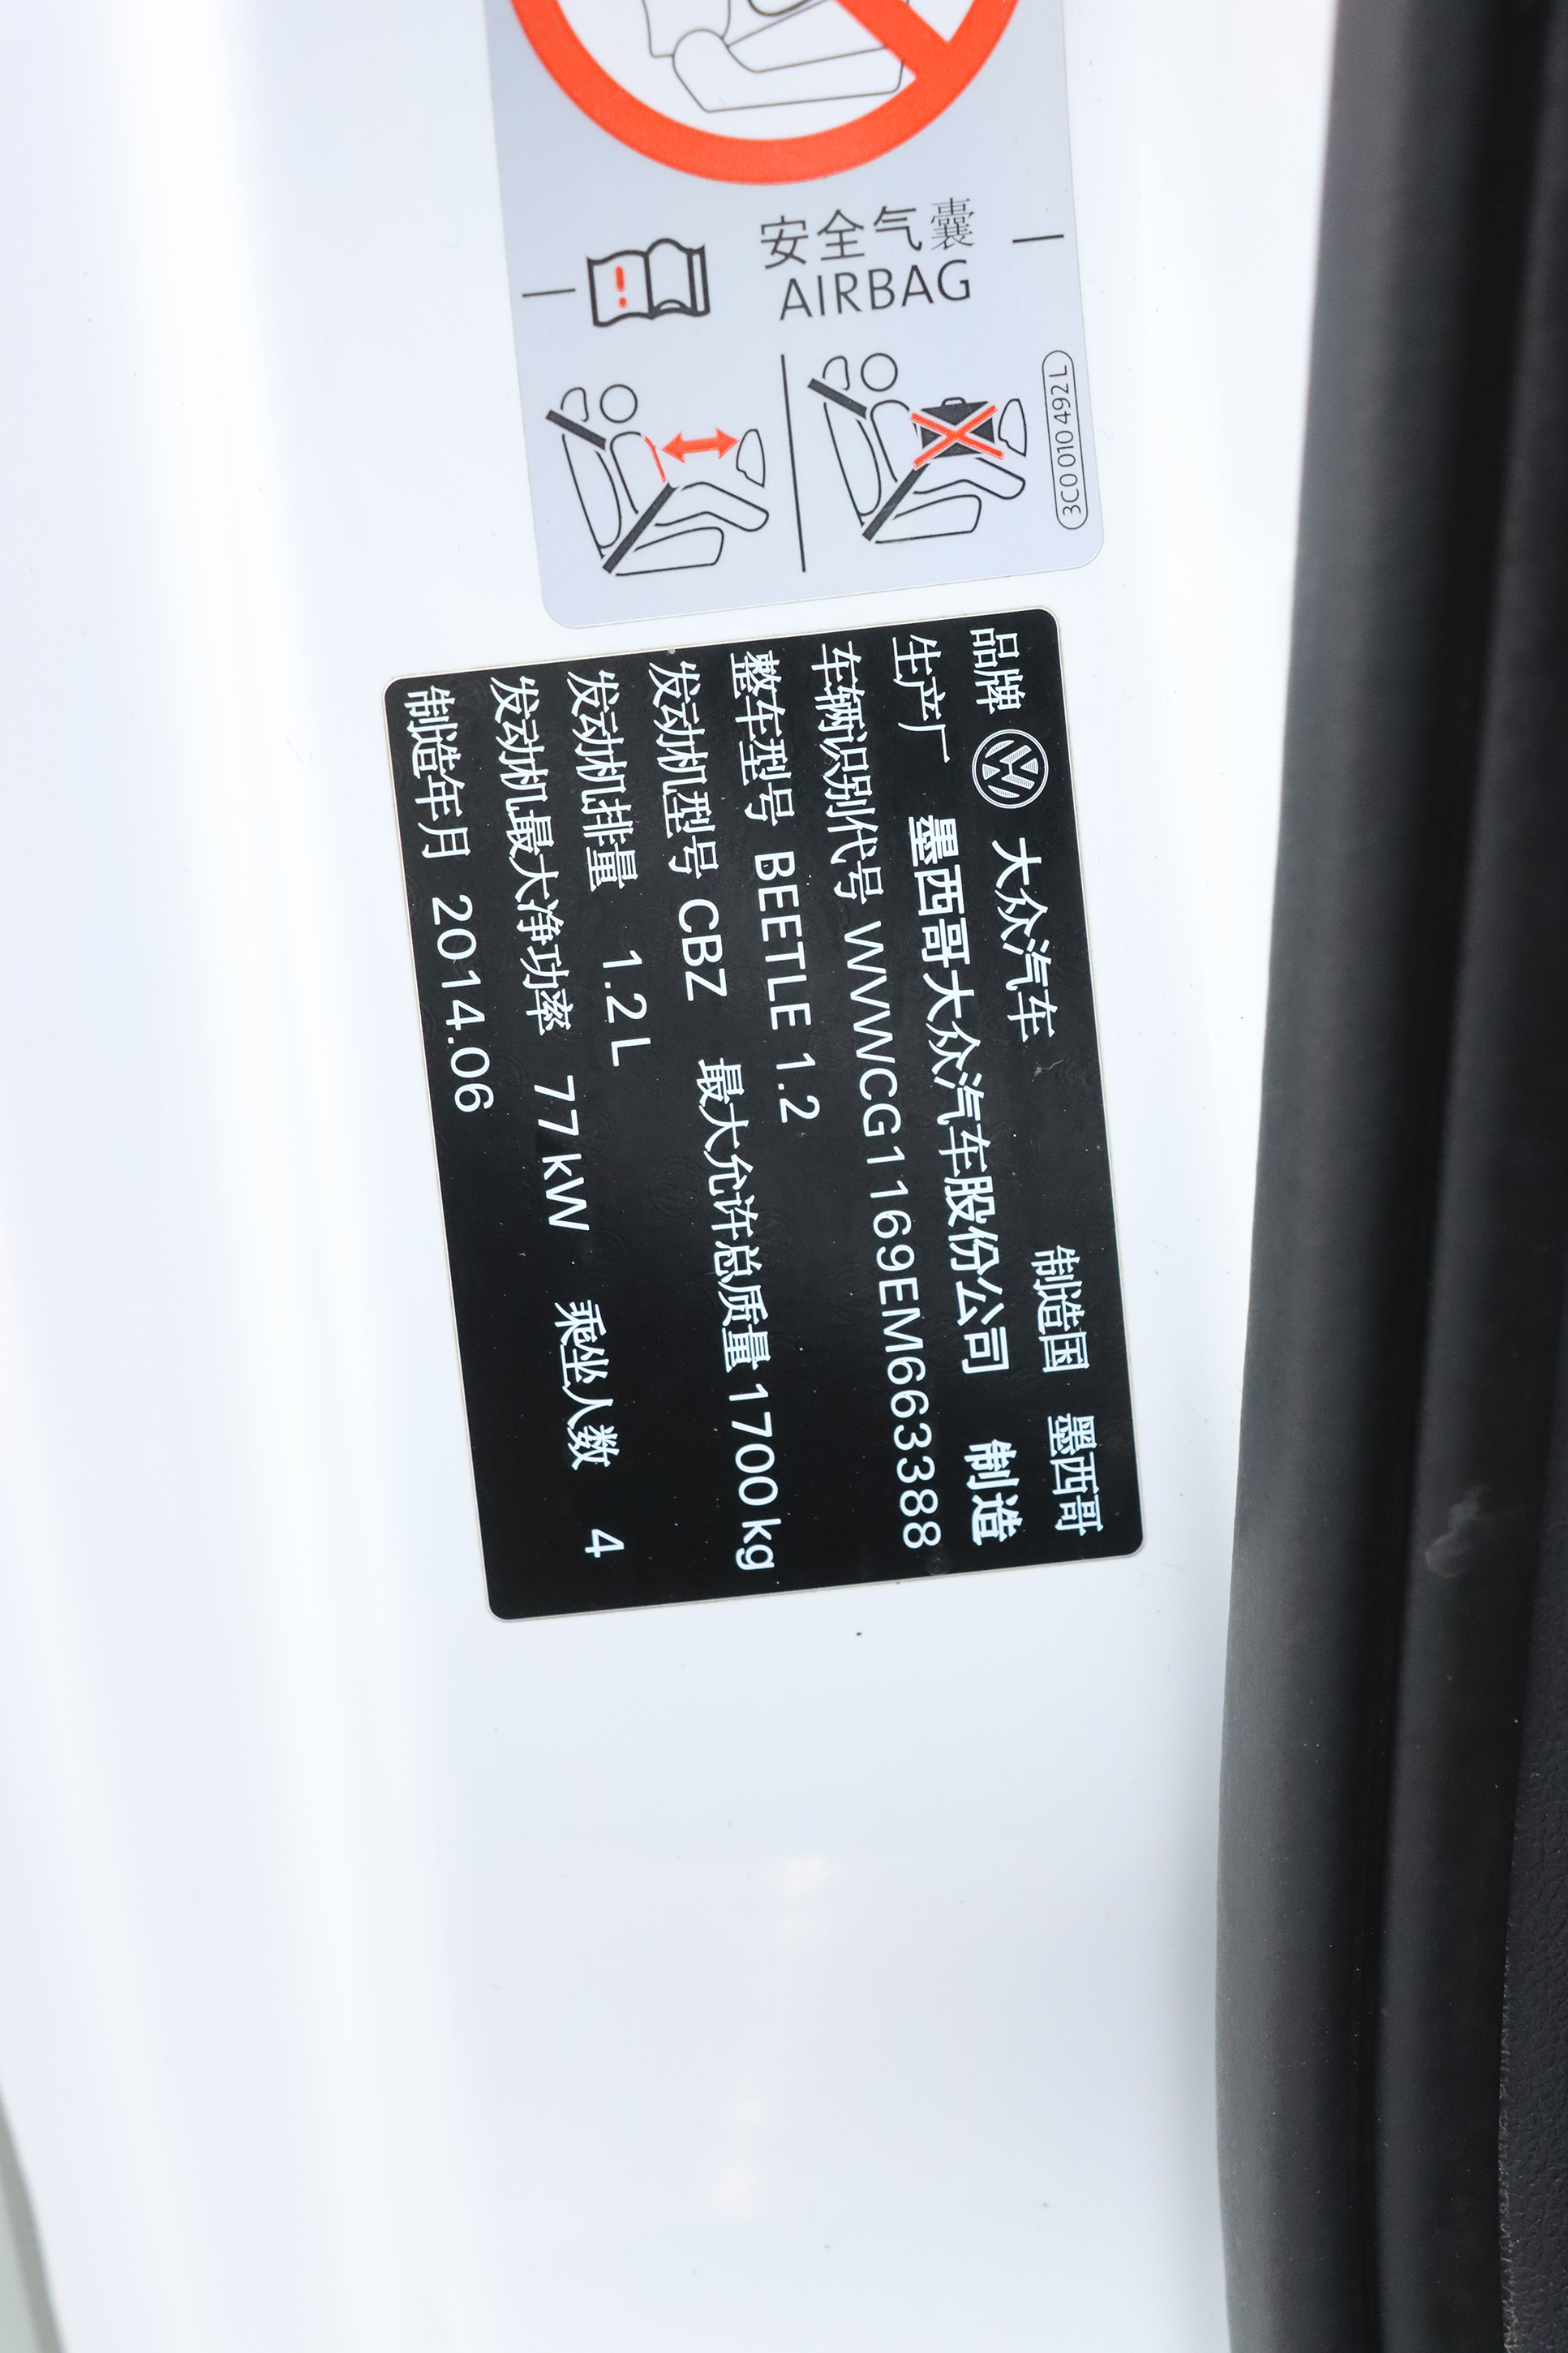 安全气囊
AIRBAG
3C0 010 492 L
品牌 大众汽车 制造国 墨西哥
生产厂 墨西哥大众汽车股份公司 制造
车辆识别代号 WVWCG1169EM663388
整车型号 BEETLE 1.2
发动机型号 CBZ 最大允许总质量 1700kg
发动机排量 1.2L
发动机最大净功率 77kW 乘坐人数 4
制造年月 2014.06